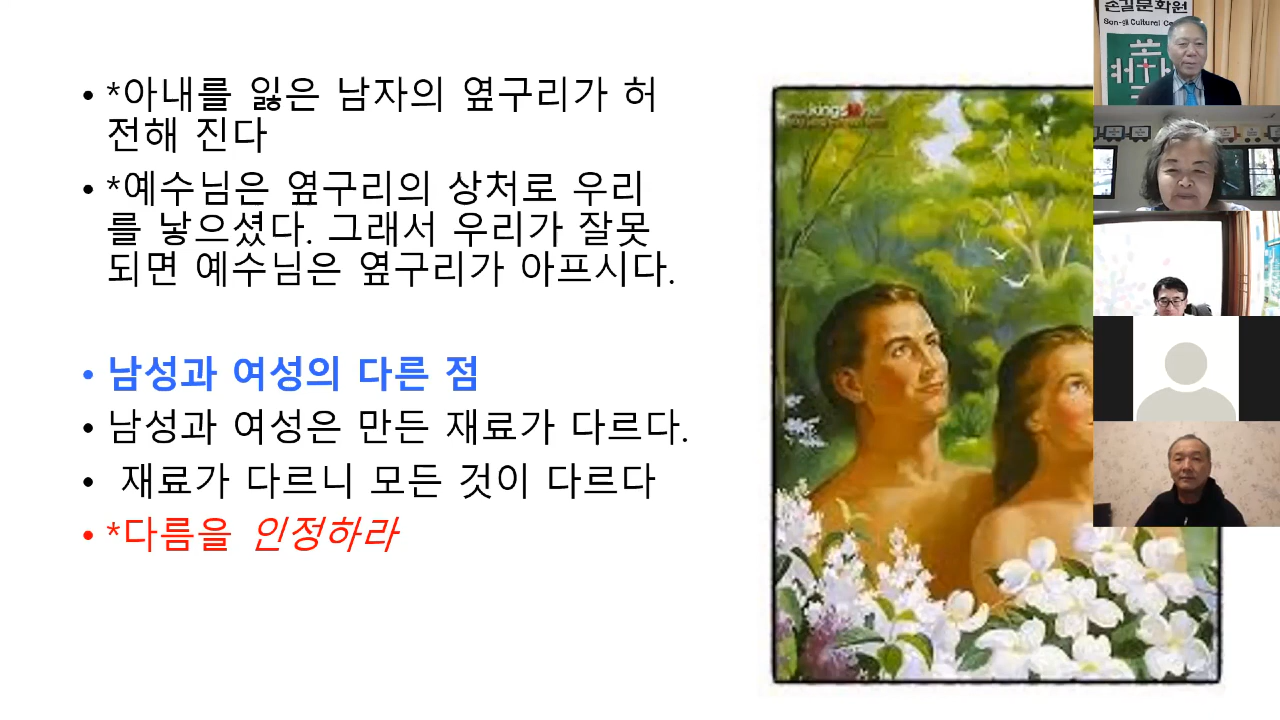 • *아내를 잃은 남자의 옆구리가 허
전해 진다
• *예수님은 옆구리의 상처로 우리
를 낳으셨다. 그래서 우리가 잘못
되면 예수님은 옆구리가 아프시다.
• 남성과 여성의 다른 점
• 남성과 여성은 만든 재료가 다르다.
• 재료가 다르니 모든 것이 다르다
• *다름을 인정하라
손길문학원